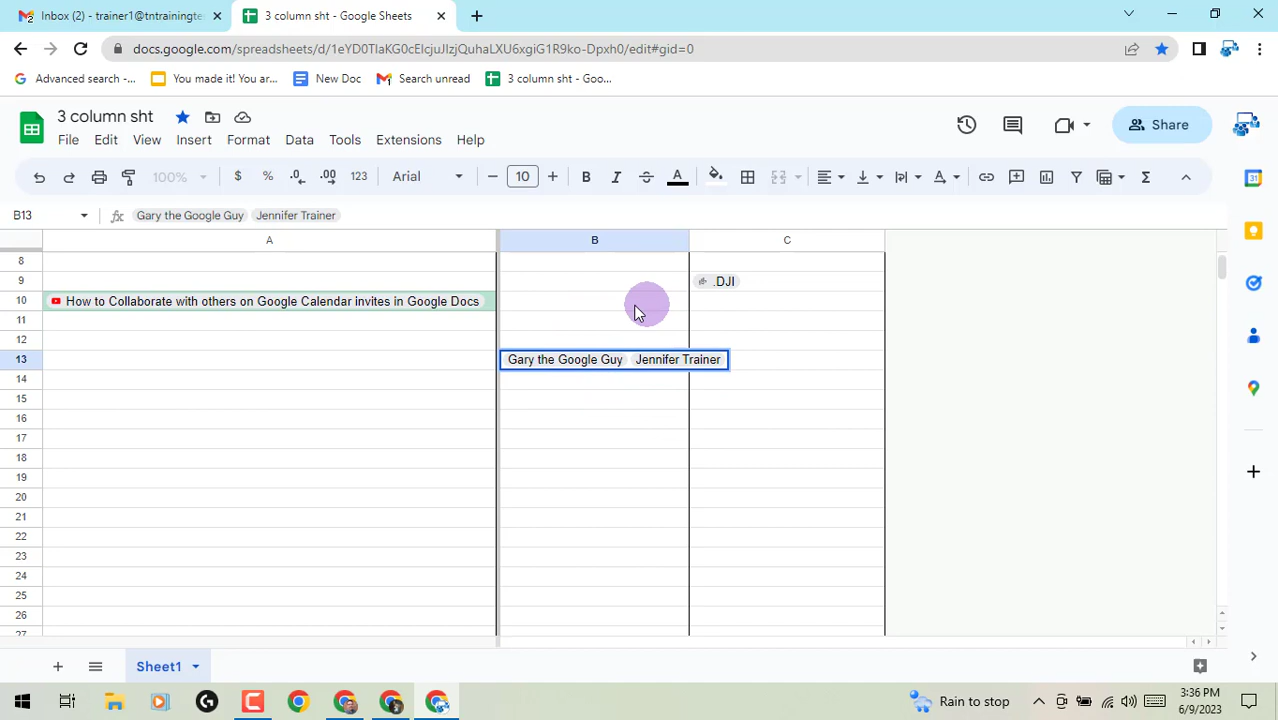 Inbox (2) - trainer1@tntrainingte
3 column sht - Google Sheets
docs.google.com/spreadsheets/d/1eYD0TIaKG0cEIcjuJIzjQuhaLXU6xgiG1R9ko-Dpxh0/edit#gid=0
Advanced search -...
You made it! You ar...
New Doc
Search unread
3 column sht - Goo...
3 column sht
File Edit View Insert Format Data Tools Extensions Help
Share
100% $ % .0 .00 123 Arial 10 B I A Σ
B13 fx Gary the Google Guy Jennifer Trainer
A B C
8
9 .DJI
10 How to Collaborate with others on Google Calendar invites in Google Docs
11
12
13 Gary the Google Guy Jennifer Trainer
14
15
16
17
18
19
20
21
22
23
24
25
26
27
Sheet1
Rain to stop
3:36 PM
6/9/2023
31